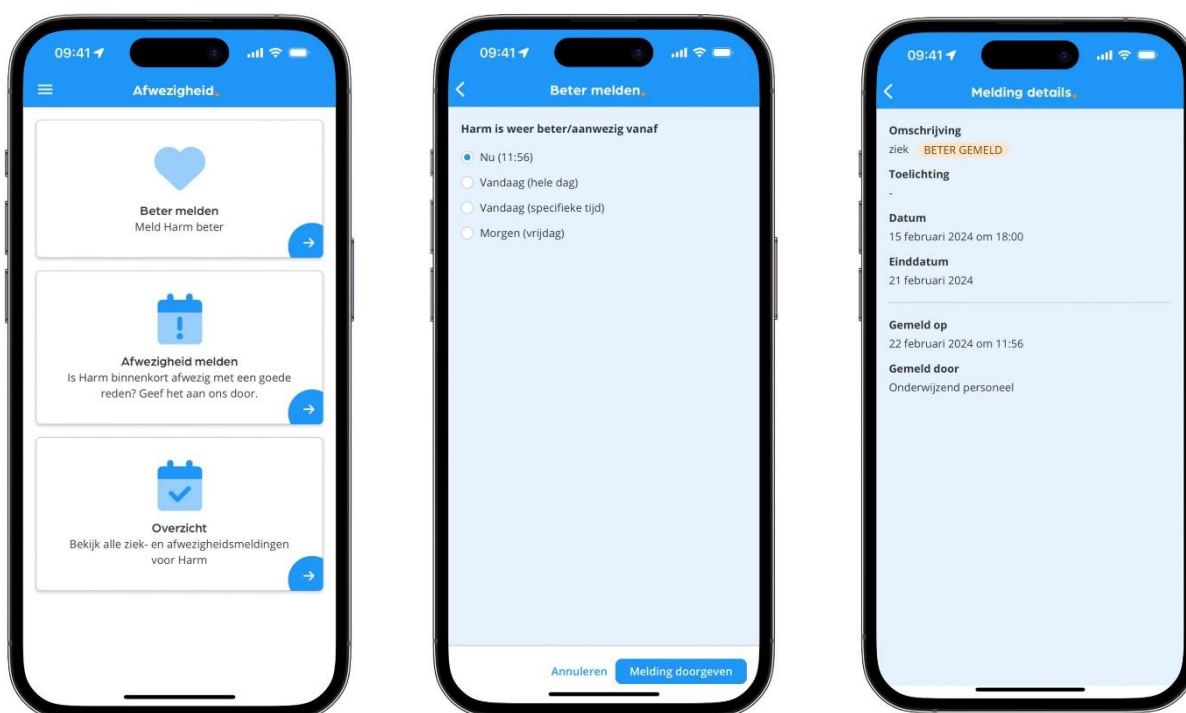 09:41
Afwezigheid.
Beter melden
Meld Harm beter
Afwezigheid melden
Is Harm binnenkort afwezig met een goede
reden? Geef het aan ons door.
Overzicht
Bekijk alle ziek- en afwezigheidsmeldingen
voor Harm
09:41
Beter melden.
Harm is weer beter/aanwezig vanaf
Nu (11:56)
Vandaag (hele dag)
Vandaag (specifieke tijd)
Morgen (vrijdag)
Annuleren Melding doorgeven
09:41
Melding details.
Omschrijving
ziek BETER GEMELD
Toelichting
-
Datum
15 februari 2024 om 18:00
Einddatum
21 februari 2024
Gemeld op
22 februari 2024 om 11:56
Gemeld door
Onderwijzend personeel